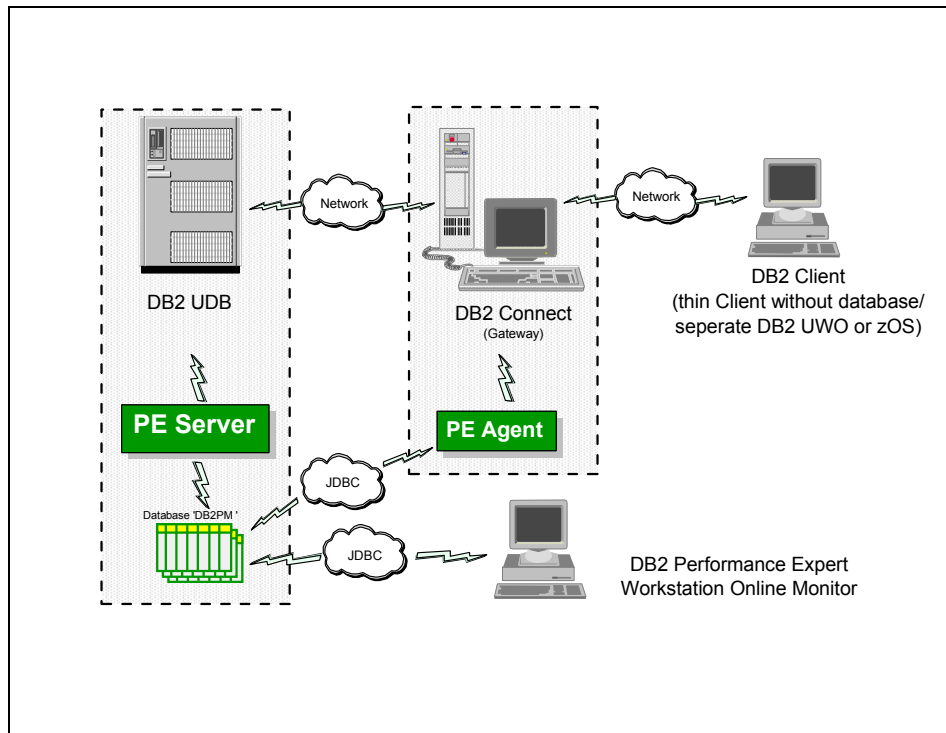 Network
Network
DB2 UDB
DB2 Connect
(Gateway)
DB2 Client
(thin Client without database/
seperate DB2 UWO or zOS)
PE Server
PE Agent
JDBC
Database 'DB2PM '
JDBC
DB2 Performance Expert
Workstation Online Monitor